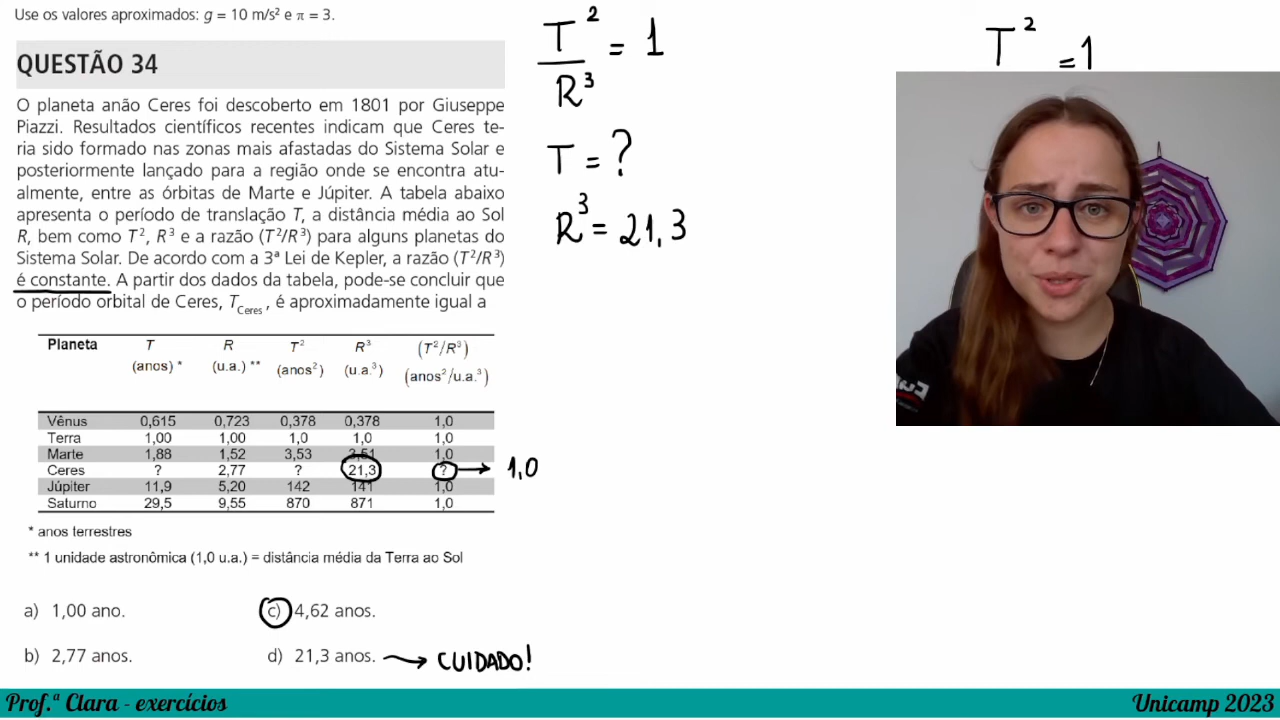 Use os valores aproximados: g = 10 m/s² e π = 3.
QUESTÃO 34
O planeta anão Ceres foi descoberto em 1801 por Giuseppe
Piazzi. Resultados científicos recentes indicam que Ceres te-
ria sido formado nas zonas mais afastadas do Sistema Solar e
posteriormente lançado para a região onde se encontra atu-
almente, entre as órbitas de Marte e Júpiter. A tabela abaixo
apresenta o período de translação T, a distância média ao Sol
R, bem como T², R³ e a razão (T²/R³) para alguns planetas do
Sistema Solar. De acordo com a 3ª Lei de Kepler, a razão (T²/R³)
é constante. A partir dos dados da tabela, pode-se concluir que
o período orbital de Ceres, T_Ceres, é aproximadamente igual a
Planeta T R T² R³ (T²/R³)
(anos) * (u.a.) ** (anos²) (u.a.³) (anos²/u.a.³)
Vênus 0,615 0,723 0,378 0,378 1,0
Terra 1,00 1,00 1,0 1,0 1,0
Marte 1,88 1,52 3,53 3,51 1,0
Ceres ? 2,77 ? 21,3 ? → 1,0
Júpiter 11,9 5,20 142 141 1,0
Saturno 29,5 9,55 870 871 1,0
* anos terrestres
** 1 unidade astronômica (1,0 u.a.) = distância média da Terra ao Sol
a) 1,00 ano.
b) 2,77 anos.
c) 4,62 anos.
d) 21,3 anos. → CUIDADO!
T²/R³ = 1
T = ?
R³ = 21,3
T² = 1
Prof.ª Clara - exercícios
Unicamp 2023